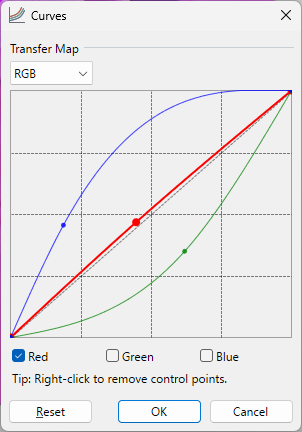 Curves
Transfer Map
RGB
Red
Green
Blue
Tip: Right-click to remove control points.
Reset
OK
Cancel